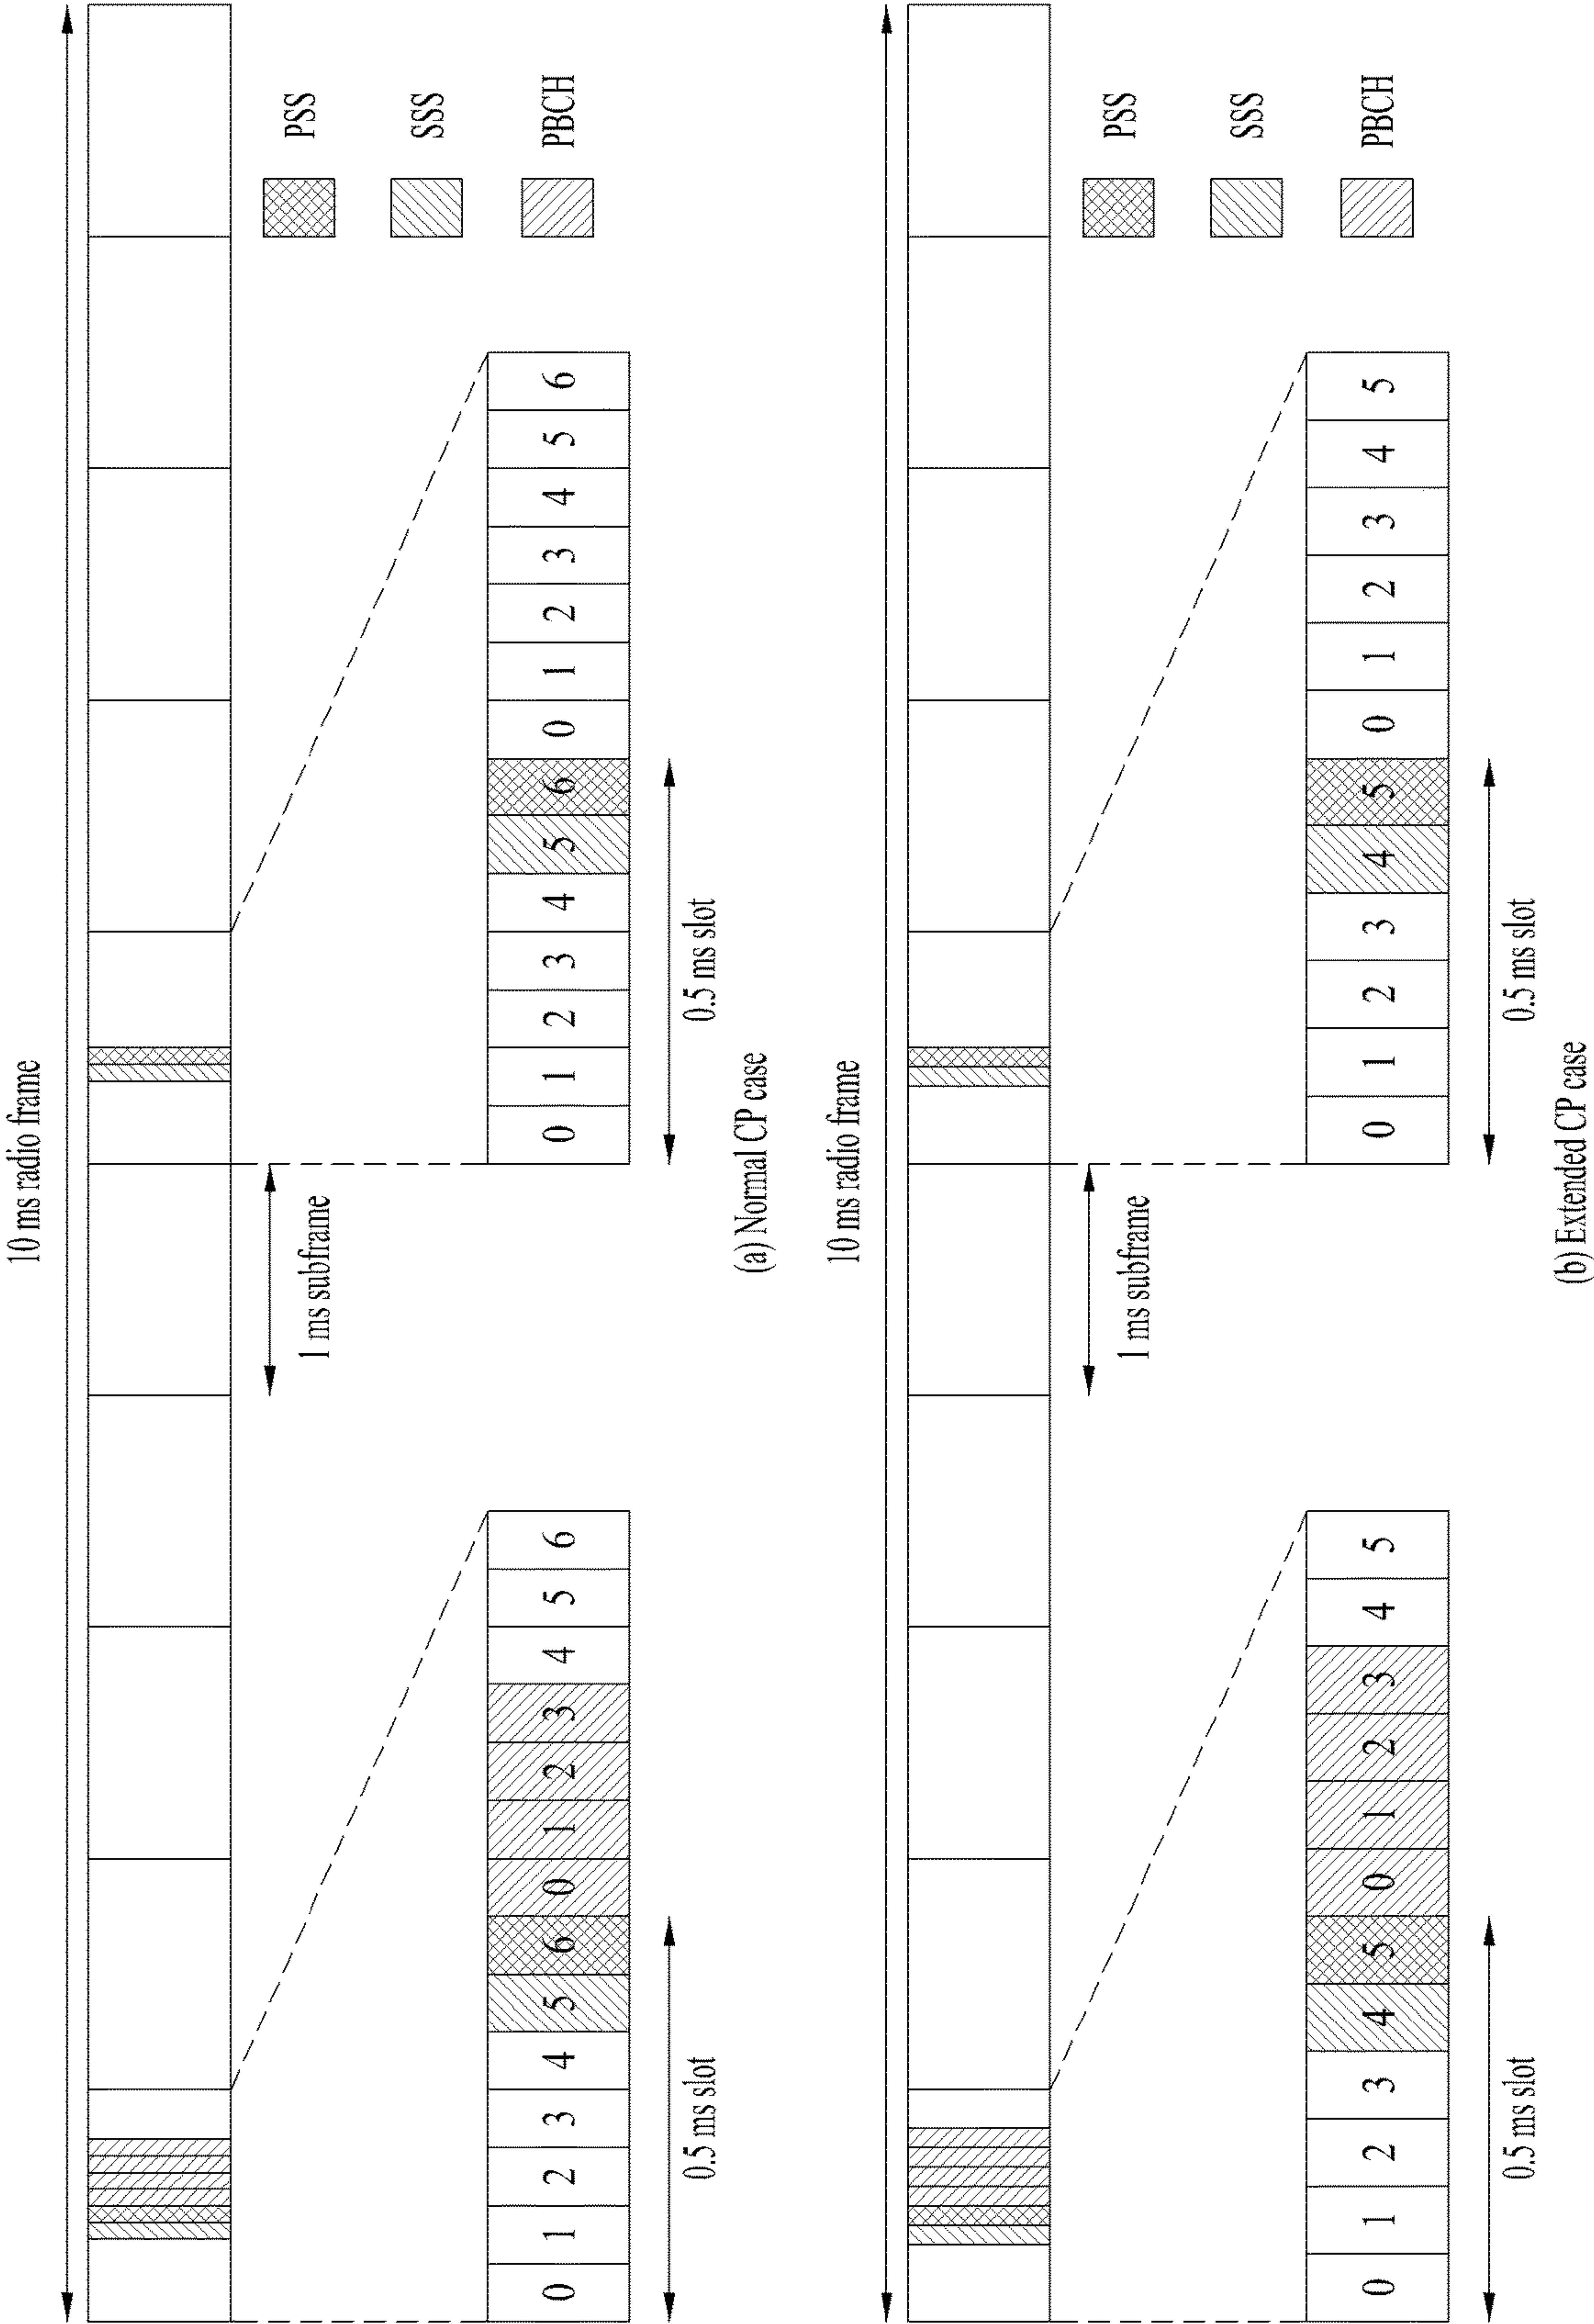 10 ms radio frame
1 ms subframe
PSS
SSS
PBCH
0 1 2 3 4 5 6 0 1 2 3 4 5 6
0 1 2 3 4 5 6 0 1 2 3 4 5 6
0.5 ms slot
0.5 ms slot
(a) Normal CP case
10 ms radio frame
1 ms subframe
PSS
SSS
PBCH
0 1 2 3 4 5 0 1 2 3 4 5
0 1 2 3 4 5 0 1 2 3 4 5
0.5 ms slot
0.5 ms slot
(b) Extended CP case